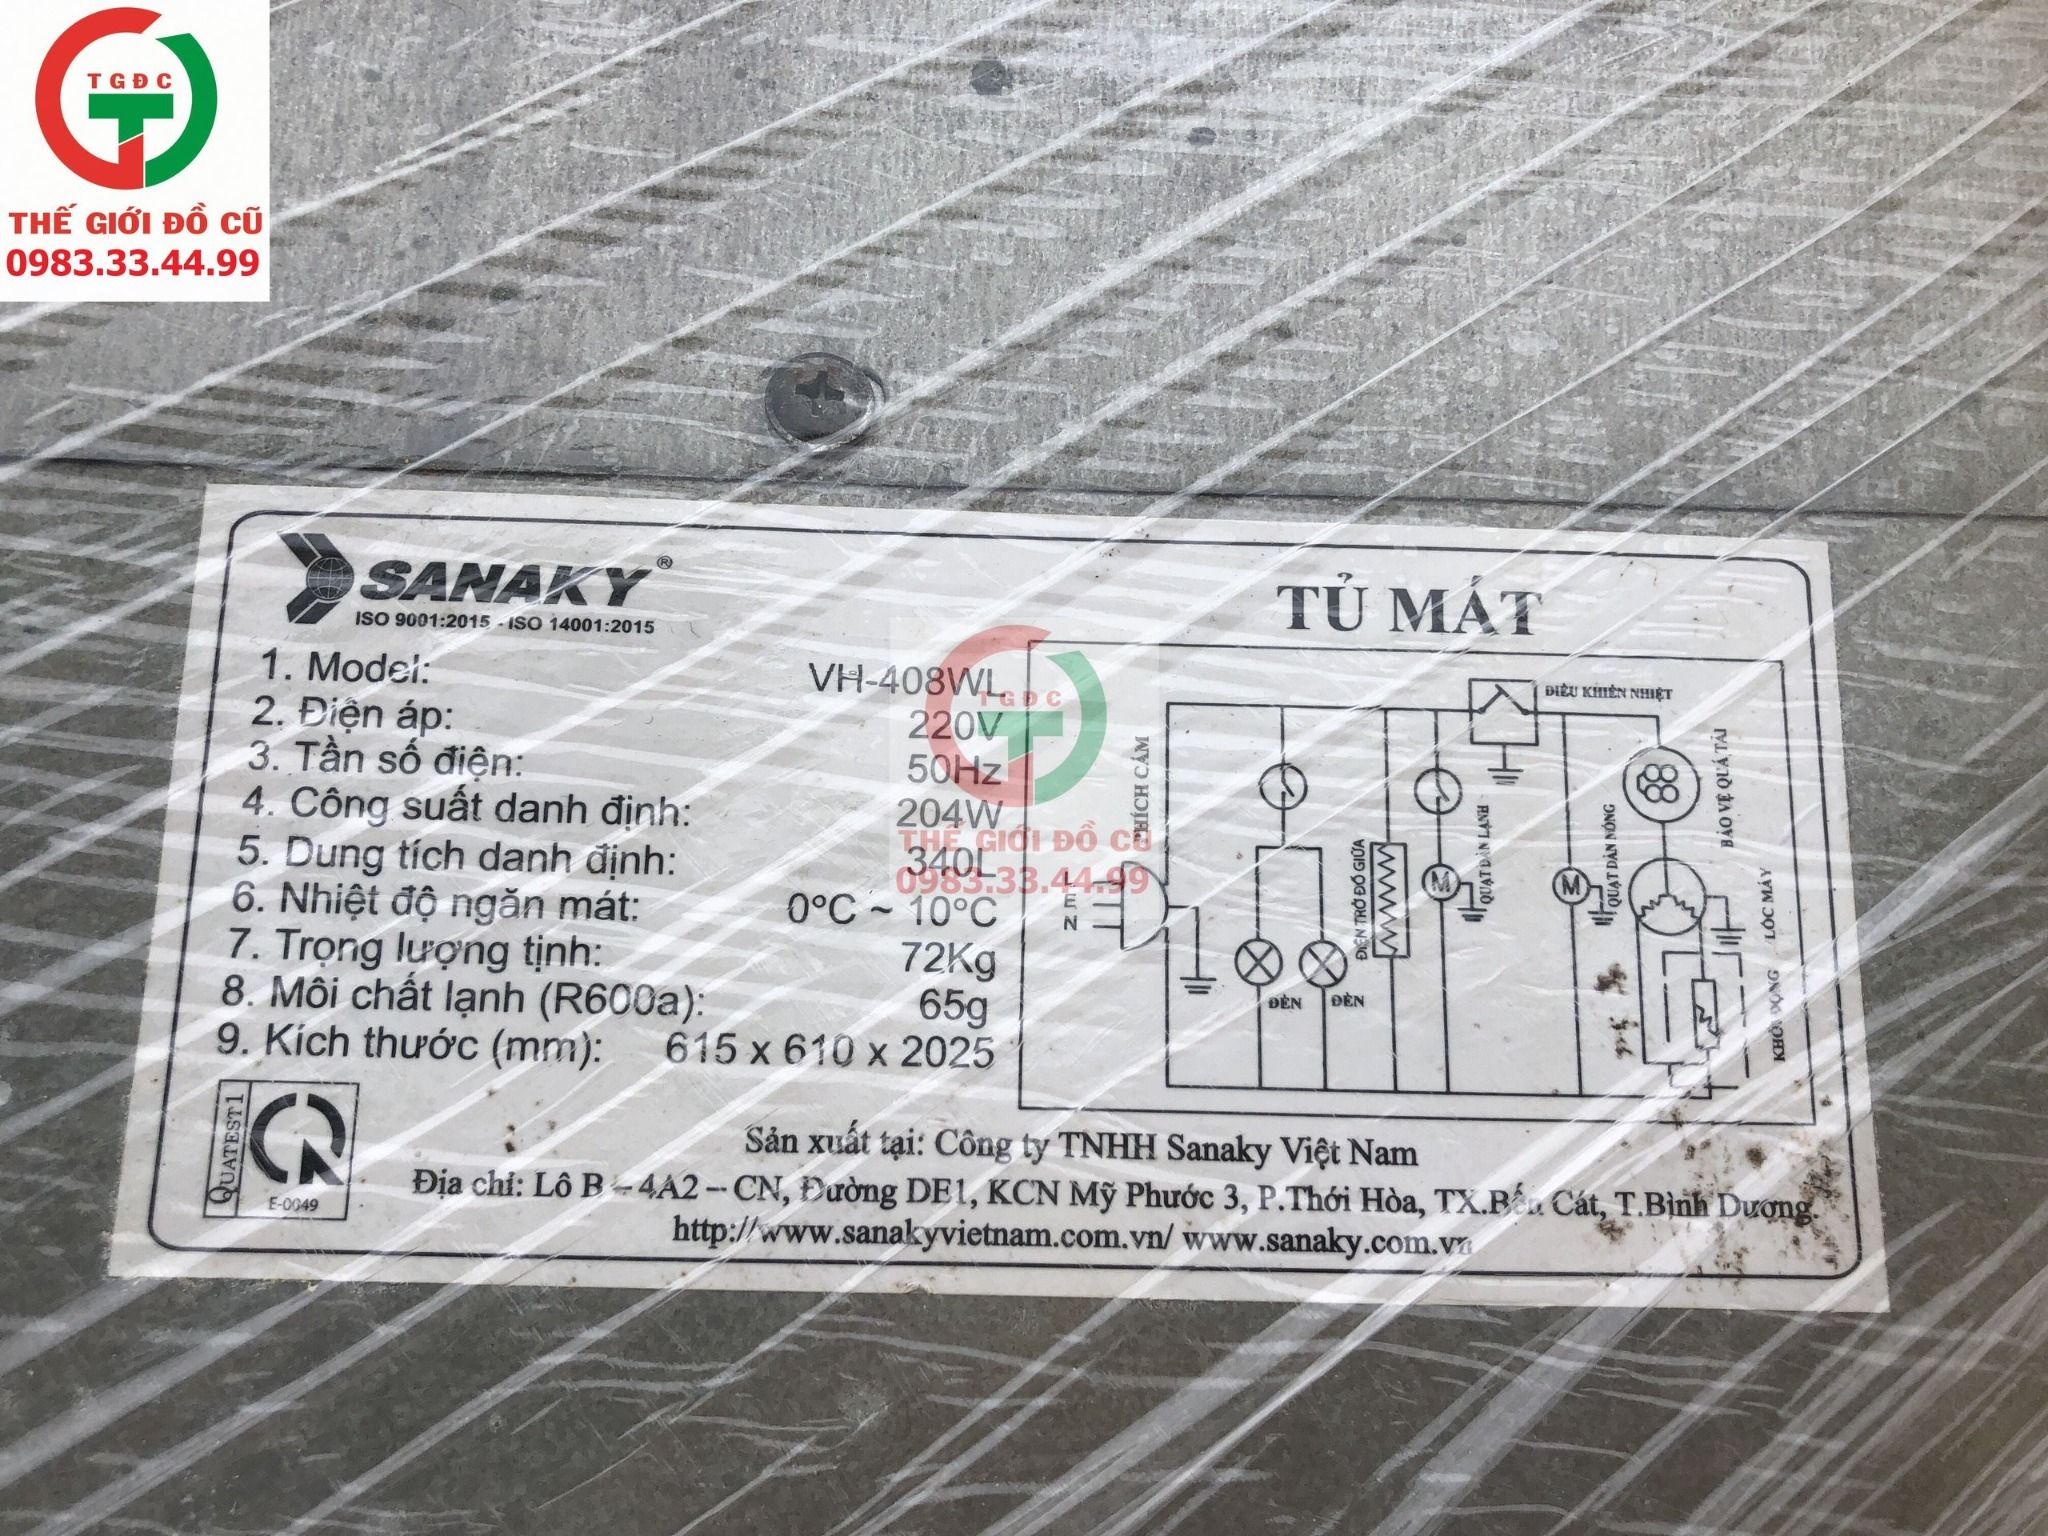 TGĐC
THẾ GIỚI ĐỒ CŨ
0983.33.44.99
SANAKY®
ISO 9001:2015 - ISO 14001:2015
TỦ MÁT
1. Model: VH-408WL
2. Điện áp: 220V
3. Tần số điện: 50Hz
4. Công suất danh định: 204W
5. Dung tích danh định: 340L
6. Nhiệt độ ngăn mát: 0°C ~ 10°C
7. Trọng lượng tịnh: 72Kg
8. Môi chất lạnh (R600a): 65g
9. Kích thước (mm): 615 x 610 x 2025
TGĐC
THẾ GIỚI ĐỒ CŨ
0983.33.44.99
ĐIỀU KHIỂN NHIỆT
PHÍCH CẮM
L
E
N
ĐÈN
ĐÈN
ĐIỆN TRỞ ĐỐ GIỮA
M
QUẠT DÀN LẠNH
M
QUẠT DÀN NÓNG
BẢO VỆ QUÁ TẢI
LỐC MÁY
KHỞI ĐỘNG
QUATEST1
E-0049
Sản xuất tại: Công ty TNHH Sanaky Việt Nam
Địa chỉ: Lô B – 4A2 – CN, Đường DE1, KCN Mỹ Phước 3, P.Thới Hòa, TX.Bến Cát, T.Bình Dương.
http://www.sanakyvietnam.com.vn/ www.sanaky.com.vn